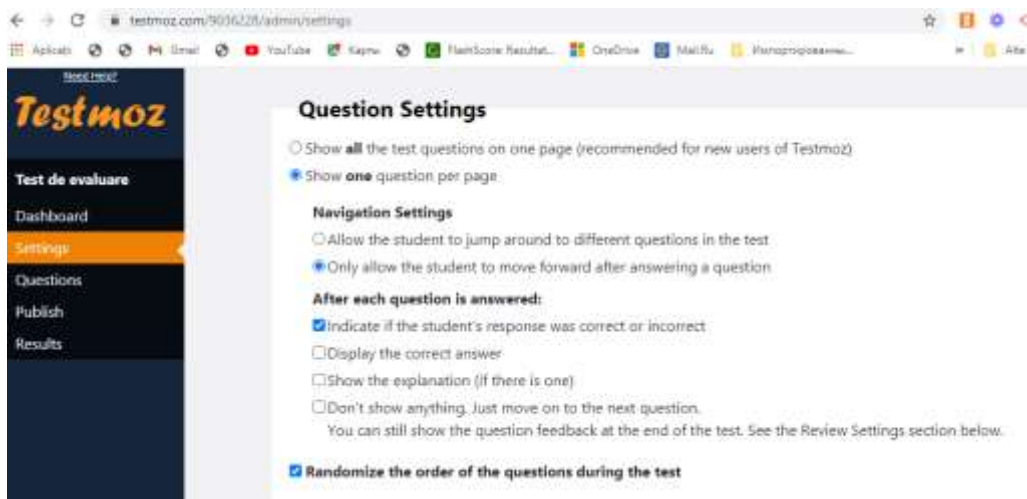 testmoz.com/9036228/admin/settings
Gmail YouTube FlashScore OneDrive Mail.Ru
Need Help?
Testmoz
Test de evaluare
Dashboard
Settings
Questions
Publish
Results
Question Settings
Show all the test questions on one page (recommended for new users of Testmoz)
Show one question per page
Navigation Settings
Allow the student to jump around to different questions in the test
Only allow the student to move forward after answering a question
After each question is answered:
Indicate if the student's response was correct or incorrect
Display the correct answer
Show the explanation (if there is one)
Don't show anything. Just move on to the next question.
You can still show the question feedback at the end of the test. See the Review Settings section below.
Randomize the order of the questions during the test